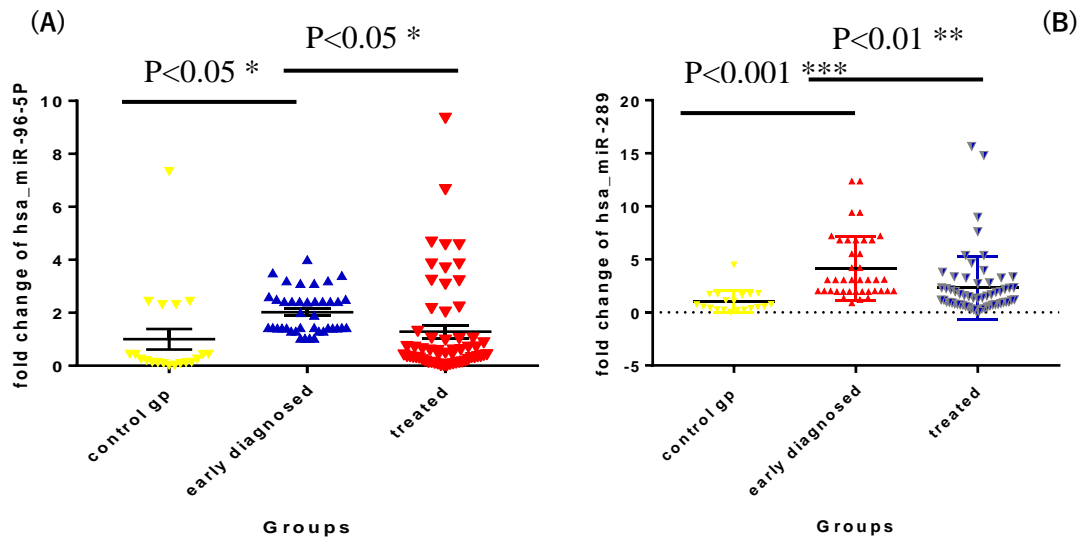 (A)
P<0.05 *
P<0.05 *
fold change of hsa_miR-96-5P
10
8
6
4
2
0
control gp
early diagnosed
treated
Groups
(B)
P<0.01 **
P<0.001 ***
fold change of hsa_miR-289
20
15
10
5
0
-5
control gp
early diagnosed
treated
Groups